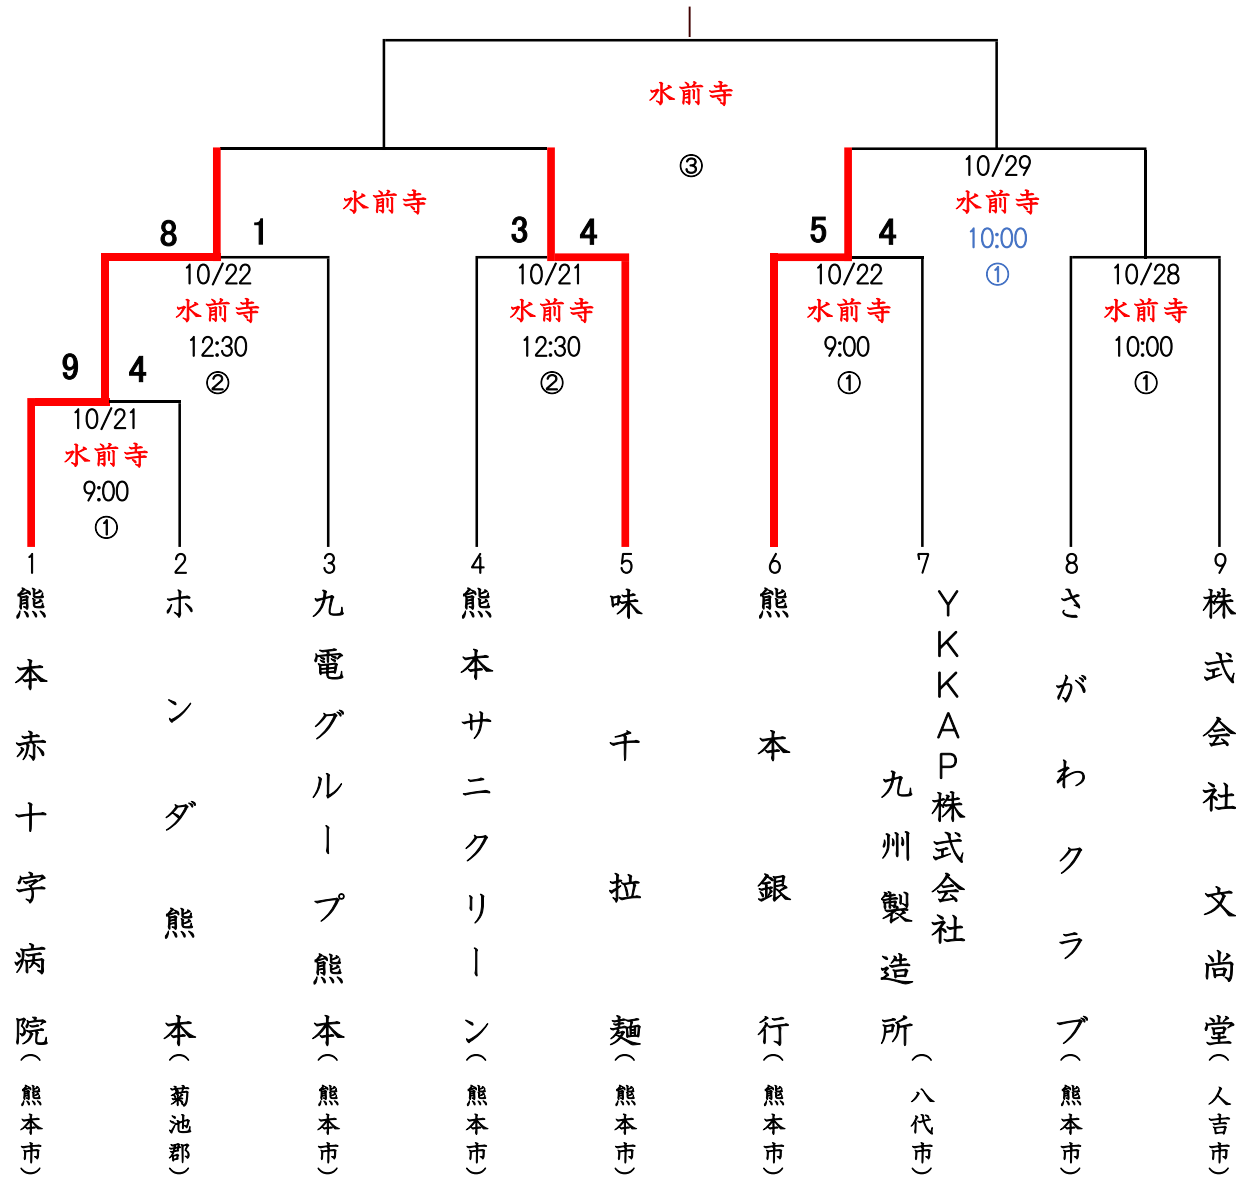 水前寺
③
10/29
水前寺
10:00
①
水前寺
8 1
10/22
水前寺
12:30
②
3 4
10/21
水前寺
12:30
②
5 4
10/22
水前寺
9:00
①
10/28
水前寺
10:00
①
9 4
10/21
水前寺
9:00
①
1
熊本赤十字病院
(熊本市)
2
ホンダ熊本
(菊池郡)
3
九電グループ熊本
(熊本市)
4
熊本サニクリーン
(熊本市)
5
味千拉麺
(熊本市)
6
熊本銀行
(熊本市)
7
YKKAP株式会社
九州製造所
(八代市)
8
さがわクラブ
(熊本市)
9
株式会社 文尚堂
(人吉市)